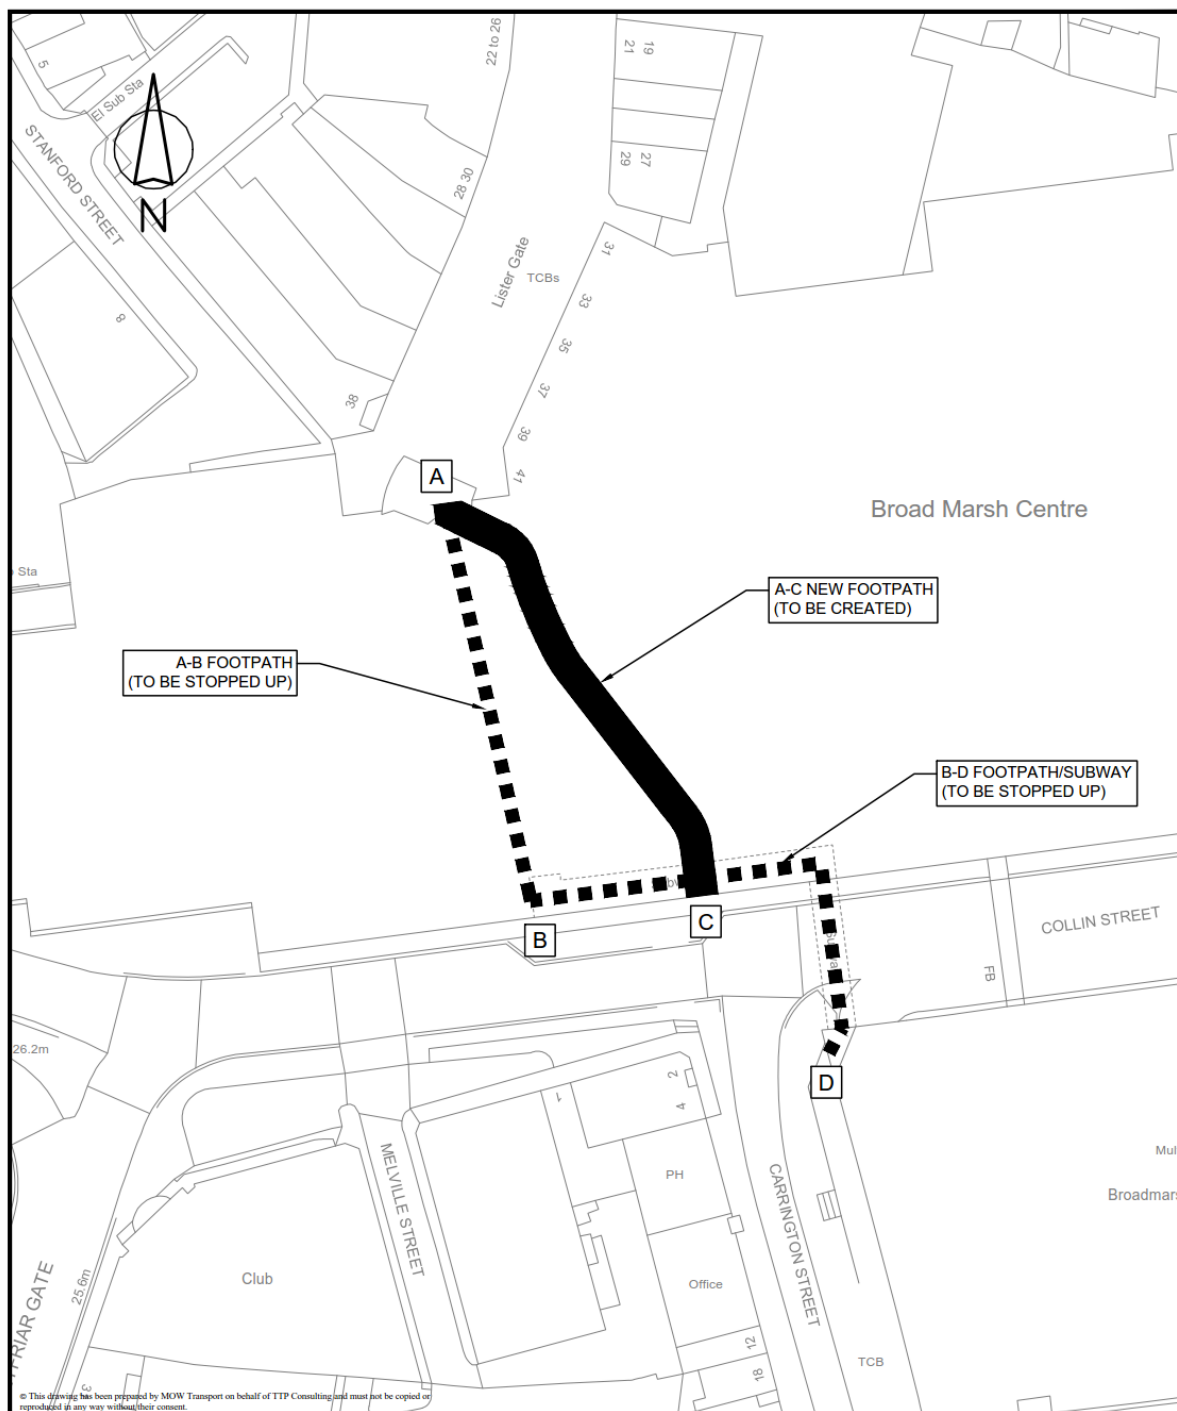 22 to 26
19
21
5
El Sub Sta
STANFORD STREET
N
29
27
28 30
Lister Gate
TCBs
31
33
35
37
39
41
8
38
A
Broad Marsh Centre
Sta
A-C NEW FOOTPATH
(TO BE CREATED)
A-B FOOTPATH
(TO BE STOPPED UP)
B-D FOOTPATH/SUBWAY
(TO BE STOPPED UP)
B
C
COLLIN STREET
FB
26.2m
D
2
4
1
PH
MELVILLE STREET
CARRINGTON STREET
Club
Office
25.6m
FRIAR GATE
12
18
TCB
3
© This drawing has been prepared by MOW Transport on behalf of TTP Consulting and must not be copied or
reproduced in any way without their consent.